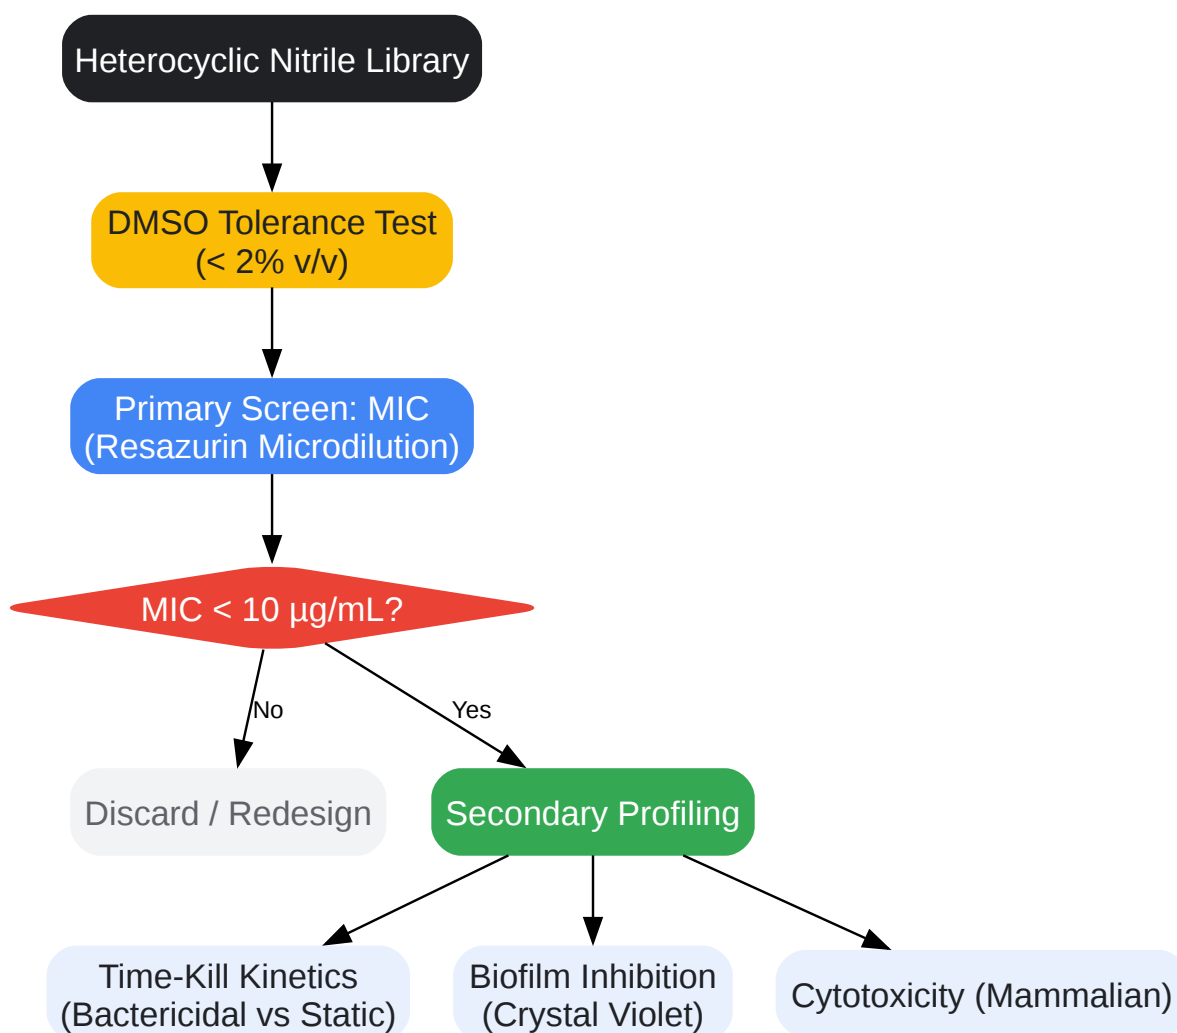 Heterocyclic Nitrile Library
DMSO Tolerance Test
(< 2% v/v)
Primary Screen: MIC
(Resazurin Microdilution)
MIC < 10 µg/mL?
No
Yes
Discard / Redesign
Secondary Profiling
Time-Kill Kinetics
(Bactericidal vs Static)
Biofilm Inhibition
(Crystal Violet)
Cytotoxicity (Mammalian)